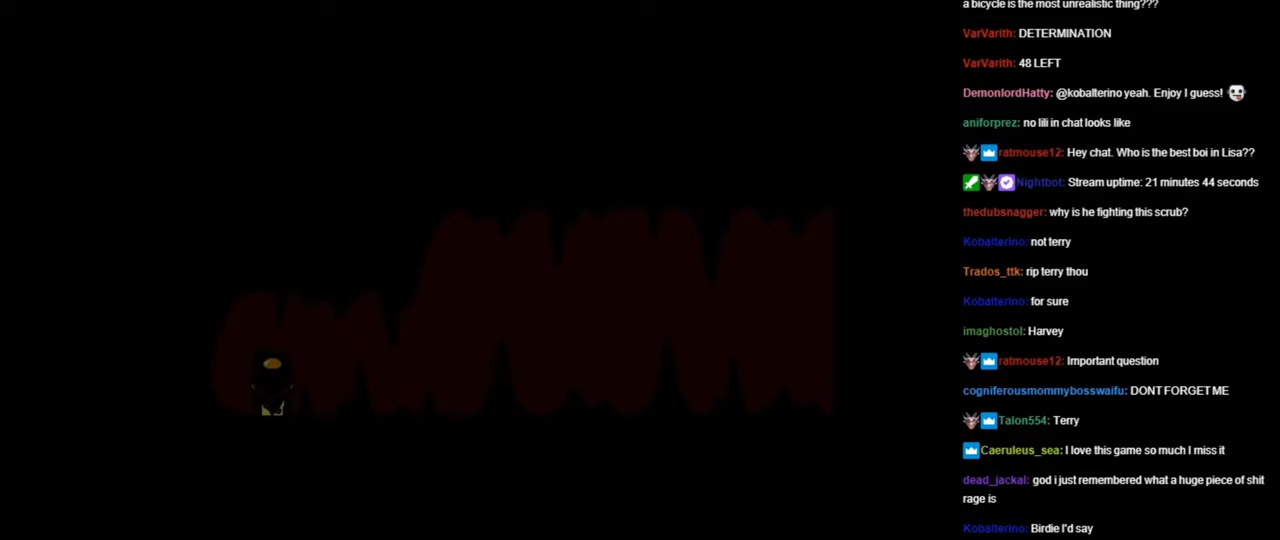 a bicycle is the most unrealistic thing???
VarVarith: DETERMINATION
VarVarith: 48 LEFT
DemonlordHatty: @kobalterino yeah. Enjoy I guess!
aniforprez: no lili in chat looks like
ratmouse12: Hey chat. Who is the best boi in Lisa??
Nightbot: Stream uptime: 21 minutes 44 seconds
thedubsnagger: why is he fighting this scrub?
Kobalterino: not terry
Trados_ttk: rip terry thou
Kobalterino: for sure
imaghostol: Harvey
ratmouse12: Important question
cogniferousmommybosswaifu: DONT FORGET ME
Talon554: Terry
Caeruleus_sea: I love this game so much I miss it
dead_jackal: god i just remembered what a huge piece of shit
rage is
Kobalterino: Birdie I'd say